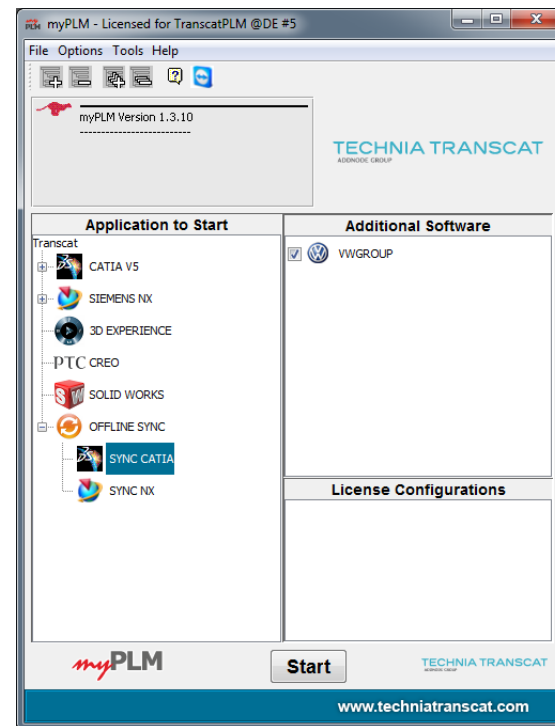 myPLM - Licensed for TranscatPLM @DE #5
File Options Tools Help
myPLM Version 1.3.10
---------------------------
TECHNIA TRANSCAT
ADDNODE GROUP
Application to Start
Additional Software
Transcat
CATIA V5
SIEMENS NX
3D EXPERIENCE
PTC CREO
SOLID WORKS
OFFLINE SYNC
SYNC CATIA
SYNC NX
VWGROUP
License Configurations
myPLM
Start
TECHNIA TRANSCAT
ADDNODE GROUP
www.techniatranscat.com